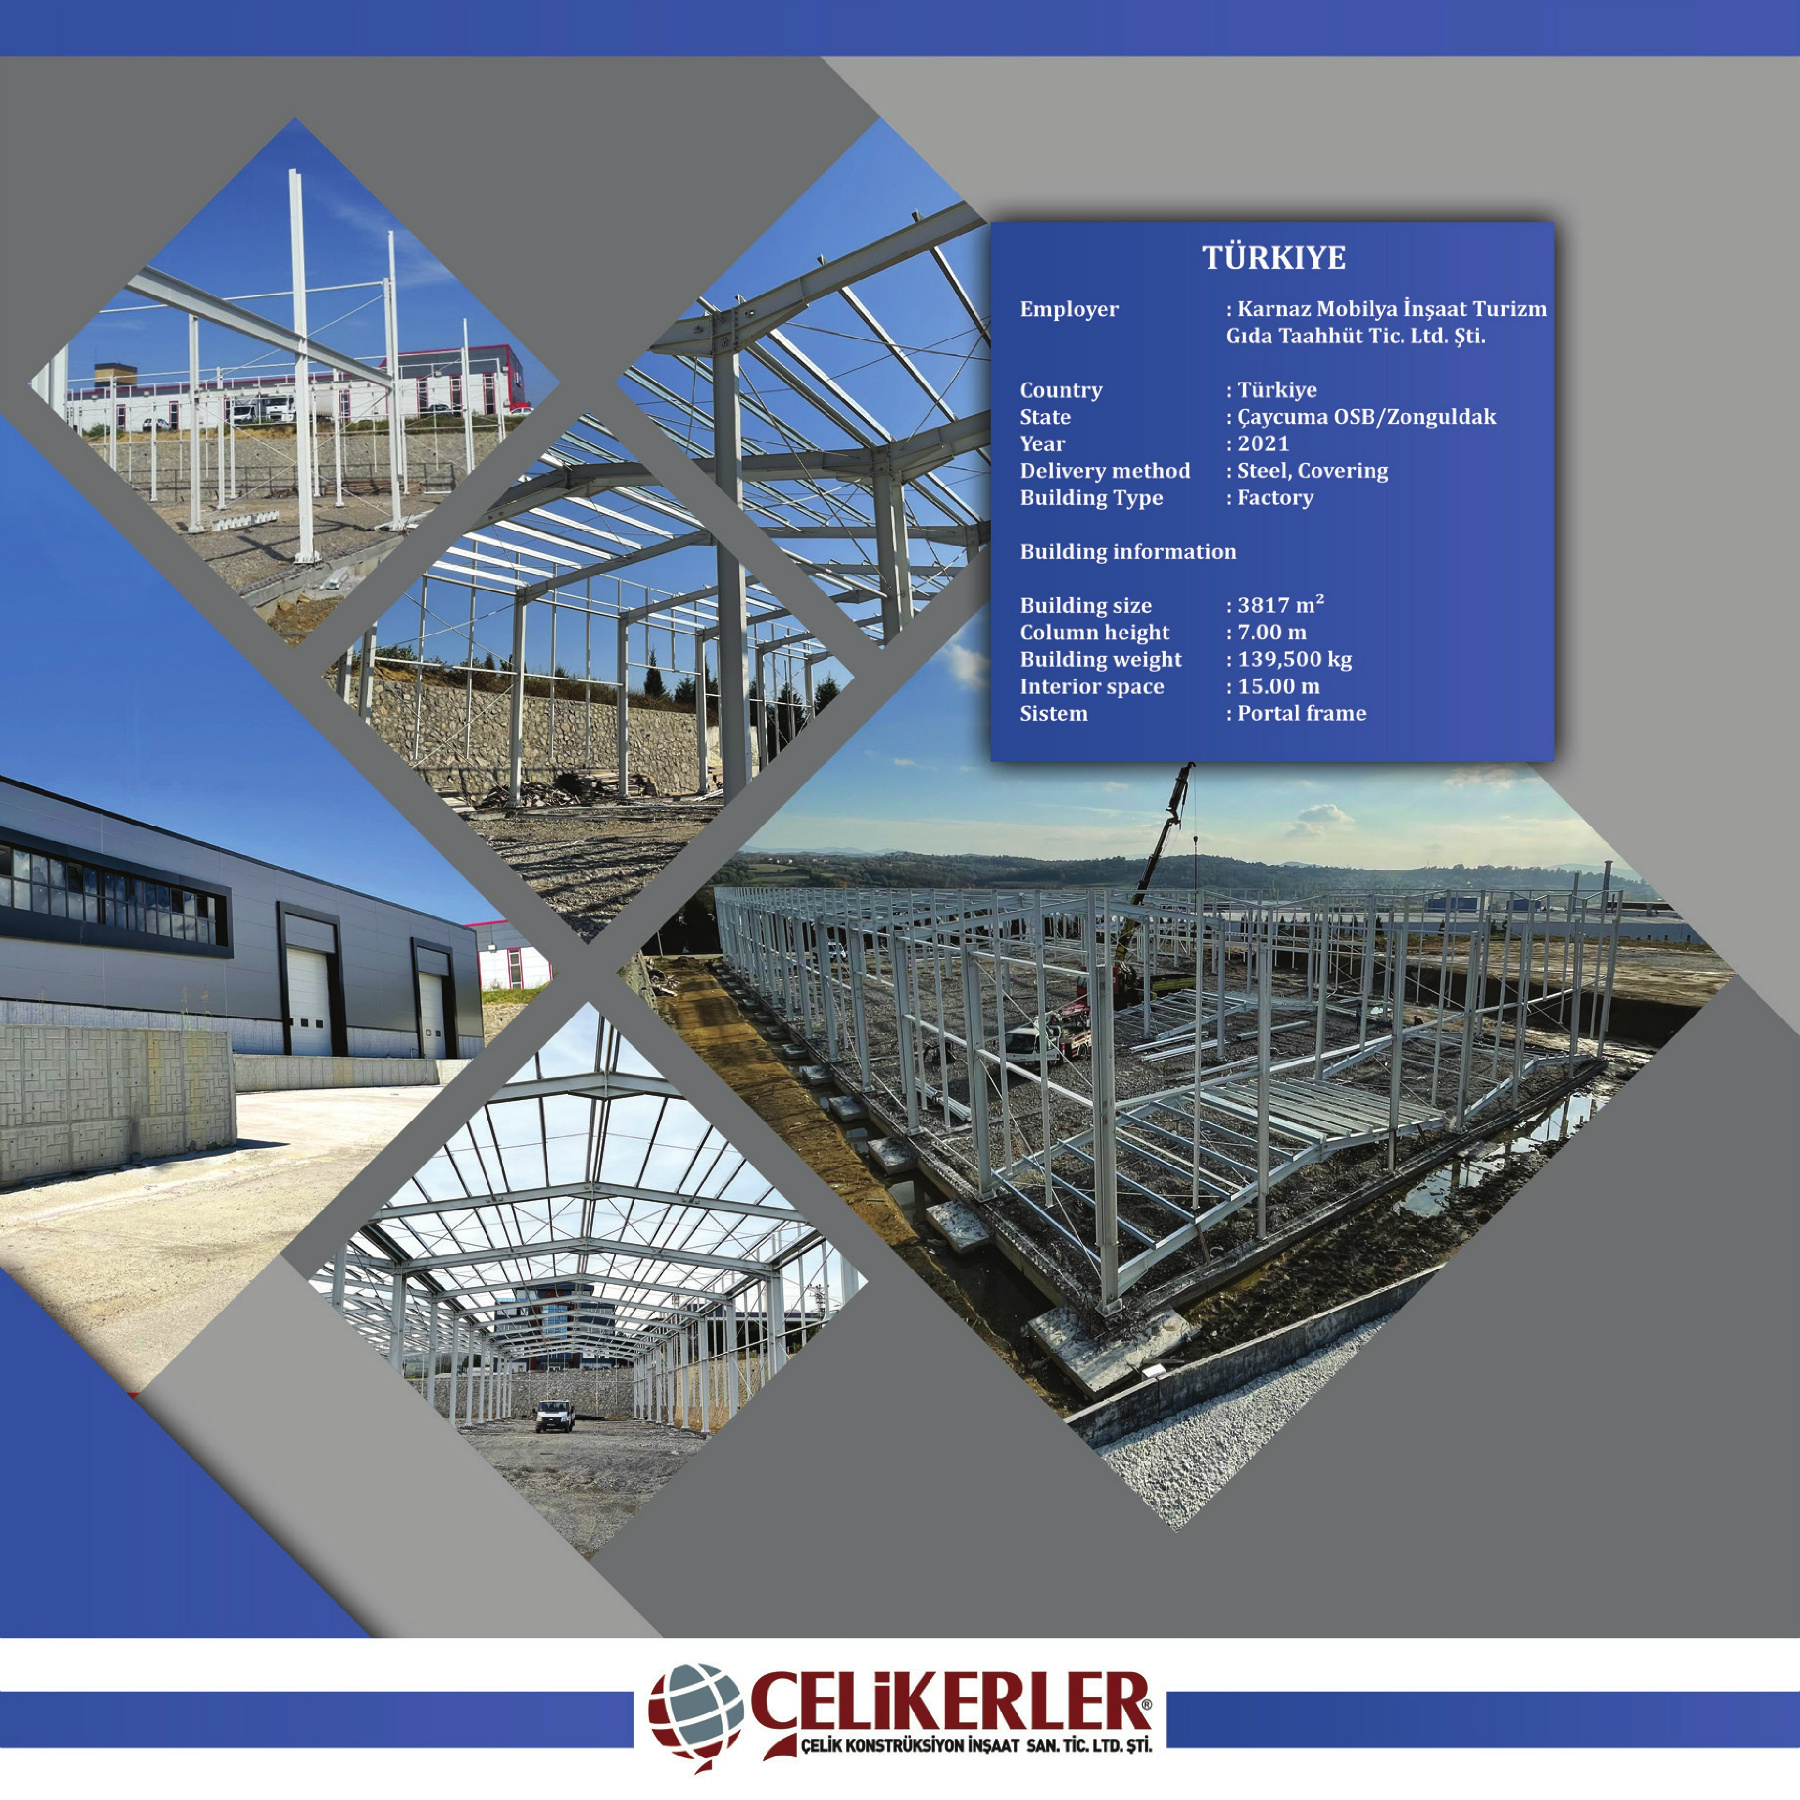 TÜRKIYE
Employer : Karnaz Mobilya İnşaat Turizm
Gıda Taahhüt Tic. Ltd. Şti.
Country : Türkiye
State : Çaycuma OSB/Zonguldak
Year : 2021
Delivery method : Steel, Covering
Building Type : Factory
Building information
Building size : 3817 m²
Column height : 7.00 m
Building weight : 139,500 kg
Interior space : 15.00 m
Sistem : Portal frame
ÇELiKERLER®
ÇELİK KONSTRÜKSİYON İNŞAAT SAN. TİC. LTD. ŞTİ.